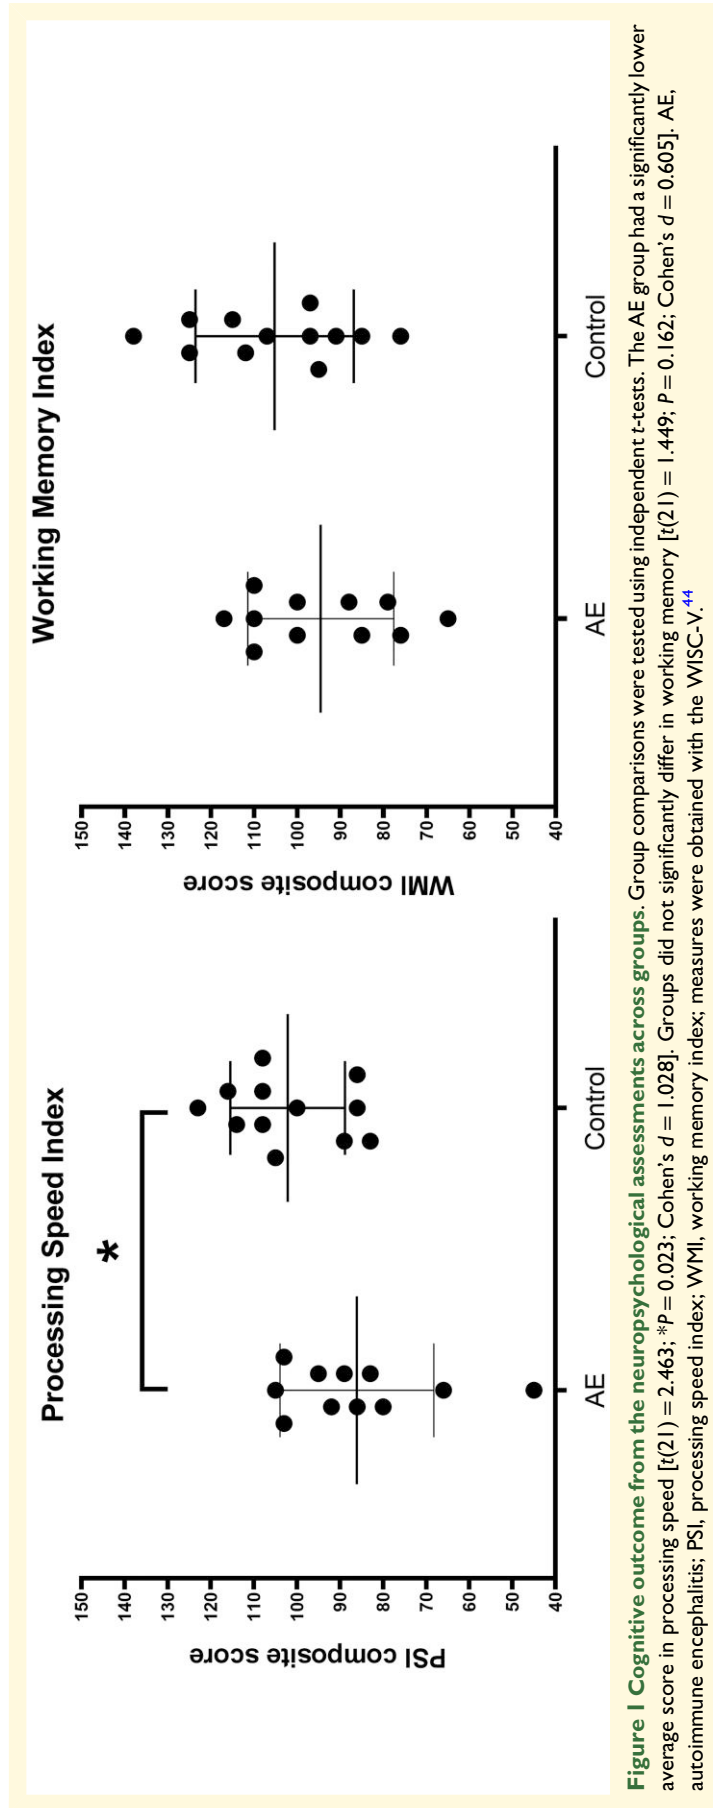 Processing Speed Index
PSI composite score
150
140
130
120
110
100
90
80
70
60
50
40
*
AE
Control
Working Memory Index
WMI composite score
150
140
130
120
110
100
90
80
70
60
50
40
AE
Control
Figure 1 Cognitive outcome from the neuropsychological assessments across groups. Group comparisons were tested using independent t-tests. The AE group had a significantly lower
average score in processing speed [t(21) = 2.463; *P = 0.023; Cohen's d = 1.028]. Groups did not significantly differ in working memory [t(21) = 1.449; P = 0.162; Cohen's d = 0.605]. AE,
autoimmune encephalitis; PSI, processing speed index; WMI, working memory index; measures were obtained with the WISC-V.44